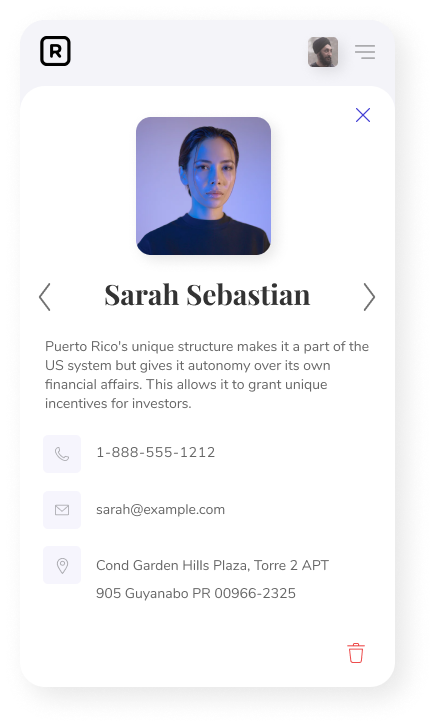 R
Sarah Sebastian
Puerto Rico's unique structure makes it a part of the
US system but gives it autonomy over its own
financial affairs. This allows it to grant unique
incentives for investors.
1-888-555-1212
sarah@example.com
Cond Garden Hills Plaza, Torre 2 APT
905 Guyanabo PR 00966-2325